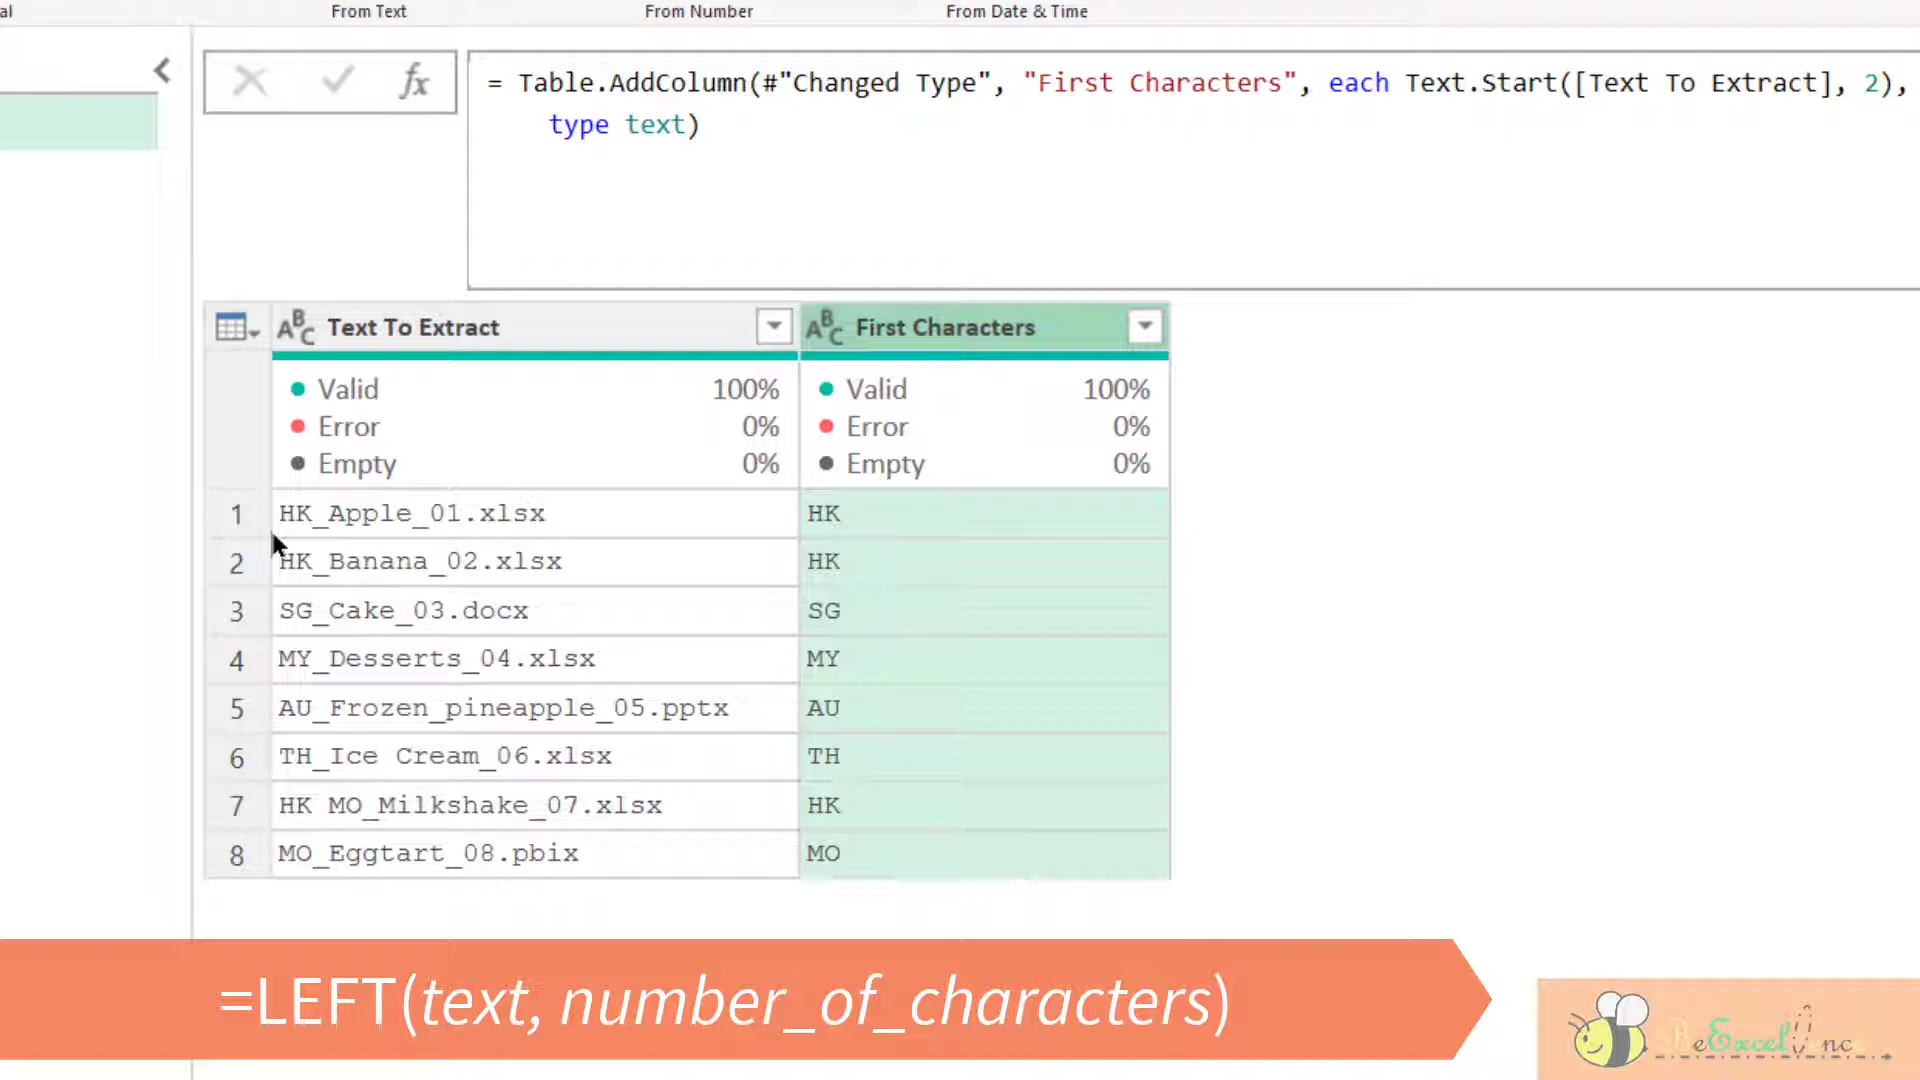 al
From Text
From Number
From Date & Time
fx
= Table.AddColumn(#"Changed Type", "First Characters", each Text.Start([Text To Extract], 2),
type text)
ABC Text To Extract
ABC First Characters
Valid 100%
Error 0%
Empty 0%
Valid 100%
Error 0%
Empty 0%
1 HK_Apple_01.xlsx HK
2 HK_Banana_02.xlsx HK
3 SG_Cake_03.docx SG
4 MY_Desserts_04.xlsx MY
5 AU_Frozen_pineapple_05.pptx AU
6 TH_Ice Cream_06.xlsx TH
7 HK MO_Milkshake_07.xlsx HK
8 MO_Eggtart_08.pbix MO
=LEFT(text, number_of_characters)